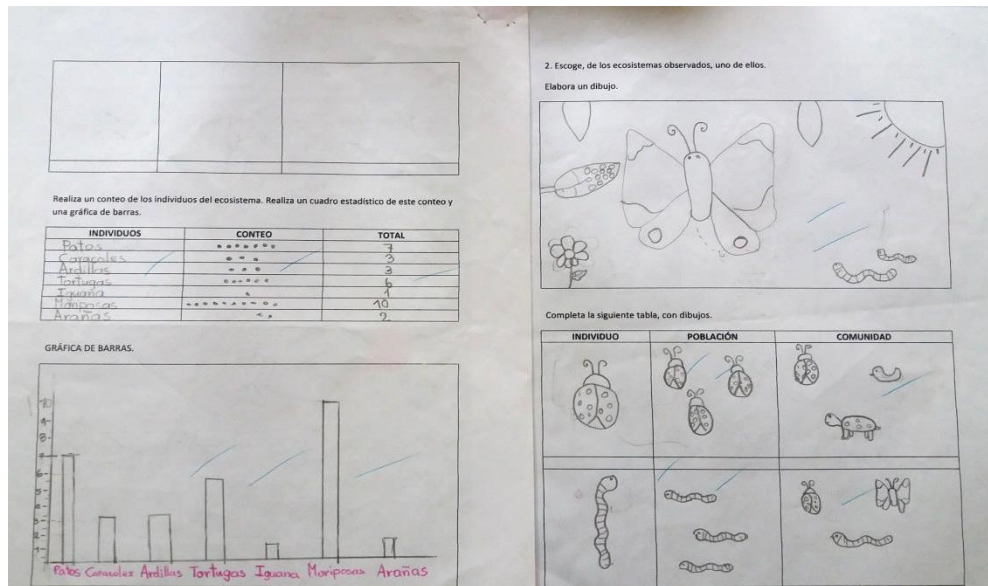 Realiza un conteo de los individuos del ecosistema. Realiza un cuadro estadístico de este conteo y
una gráfica de barras.
INDIVIDUOS CONTEO TOTAL
Patos 7
Caracoles 3
Ardillas 3
Tortugas 6
Iguana 1
Mariposas 10
Arañas 2
GRÁFICA DE BARRAS.
Patos Caracoles Ardillas Tortugas Iguana Mariposas Arañas
2. Escoge, de los ecosistemas observados, uno de ellos.
Elabora un dibujo.
Completa la siguiente tabla, con dibujos.
INDIVIDUO POBLACIÓN COMUNIDAD